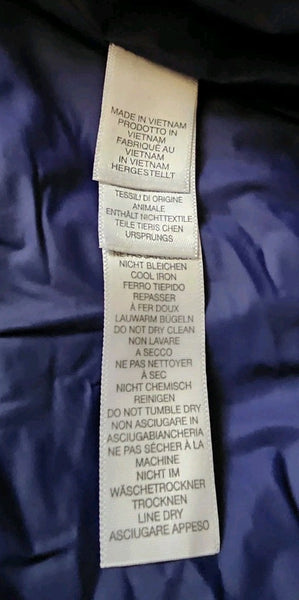 MADE IN VIETNAM
PRODOTTO IN
VIETNAM
FABRIQUÉ AU
VIETNAM
IN VIETNAM
HERGESTELLT
TESSILI DI ORIGINE
ANIMALE
ENTHÄLT NICHTTEXTILE
TEILE TIERIS CHEN
URSPRUNGS
NICHT BLEICHEN
COOL IRON
FERRO TIEPIDO
REPASSER
À FER DOUX
LAUWARM BÜGELN
DO NOT DRY CLEAN
NON LAVARE
A SECCO
NE PAS NETTOYER
À SEC
NICHT CHEMISCH
REINIGEN
DO NOT TUMBLE DRY
NON ASCIUGARE IN
ASCIUGABIANCHERIA
NE PAS SÉCHER À LA
MACHINE
NICHT IM
WÄSCHETROCKNER
TROCKNEN
LINE DRY
ASCIUGARE APPESO